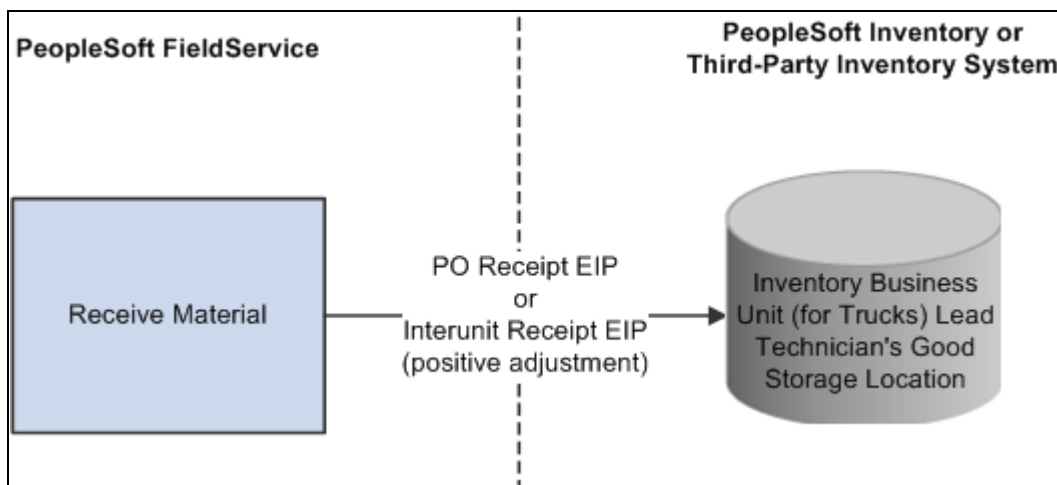 PeopleSoft FieldService
PeopleSoft Inventory or
Third-Party Inventory System
Receive Material
PO Receipt EIP
or
Interunit Receipt EIP
(positive adjustment)
Inventory Business
Unit (for Trucks) Lead
Technician's Good
Storage Location